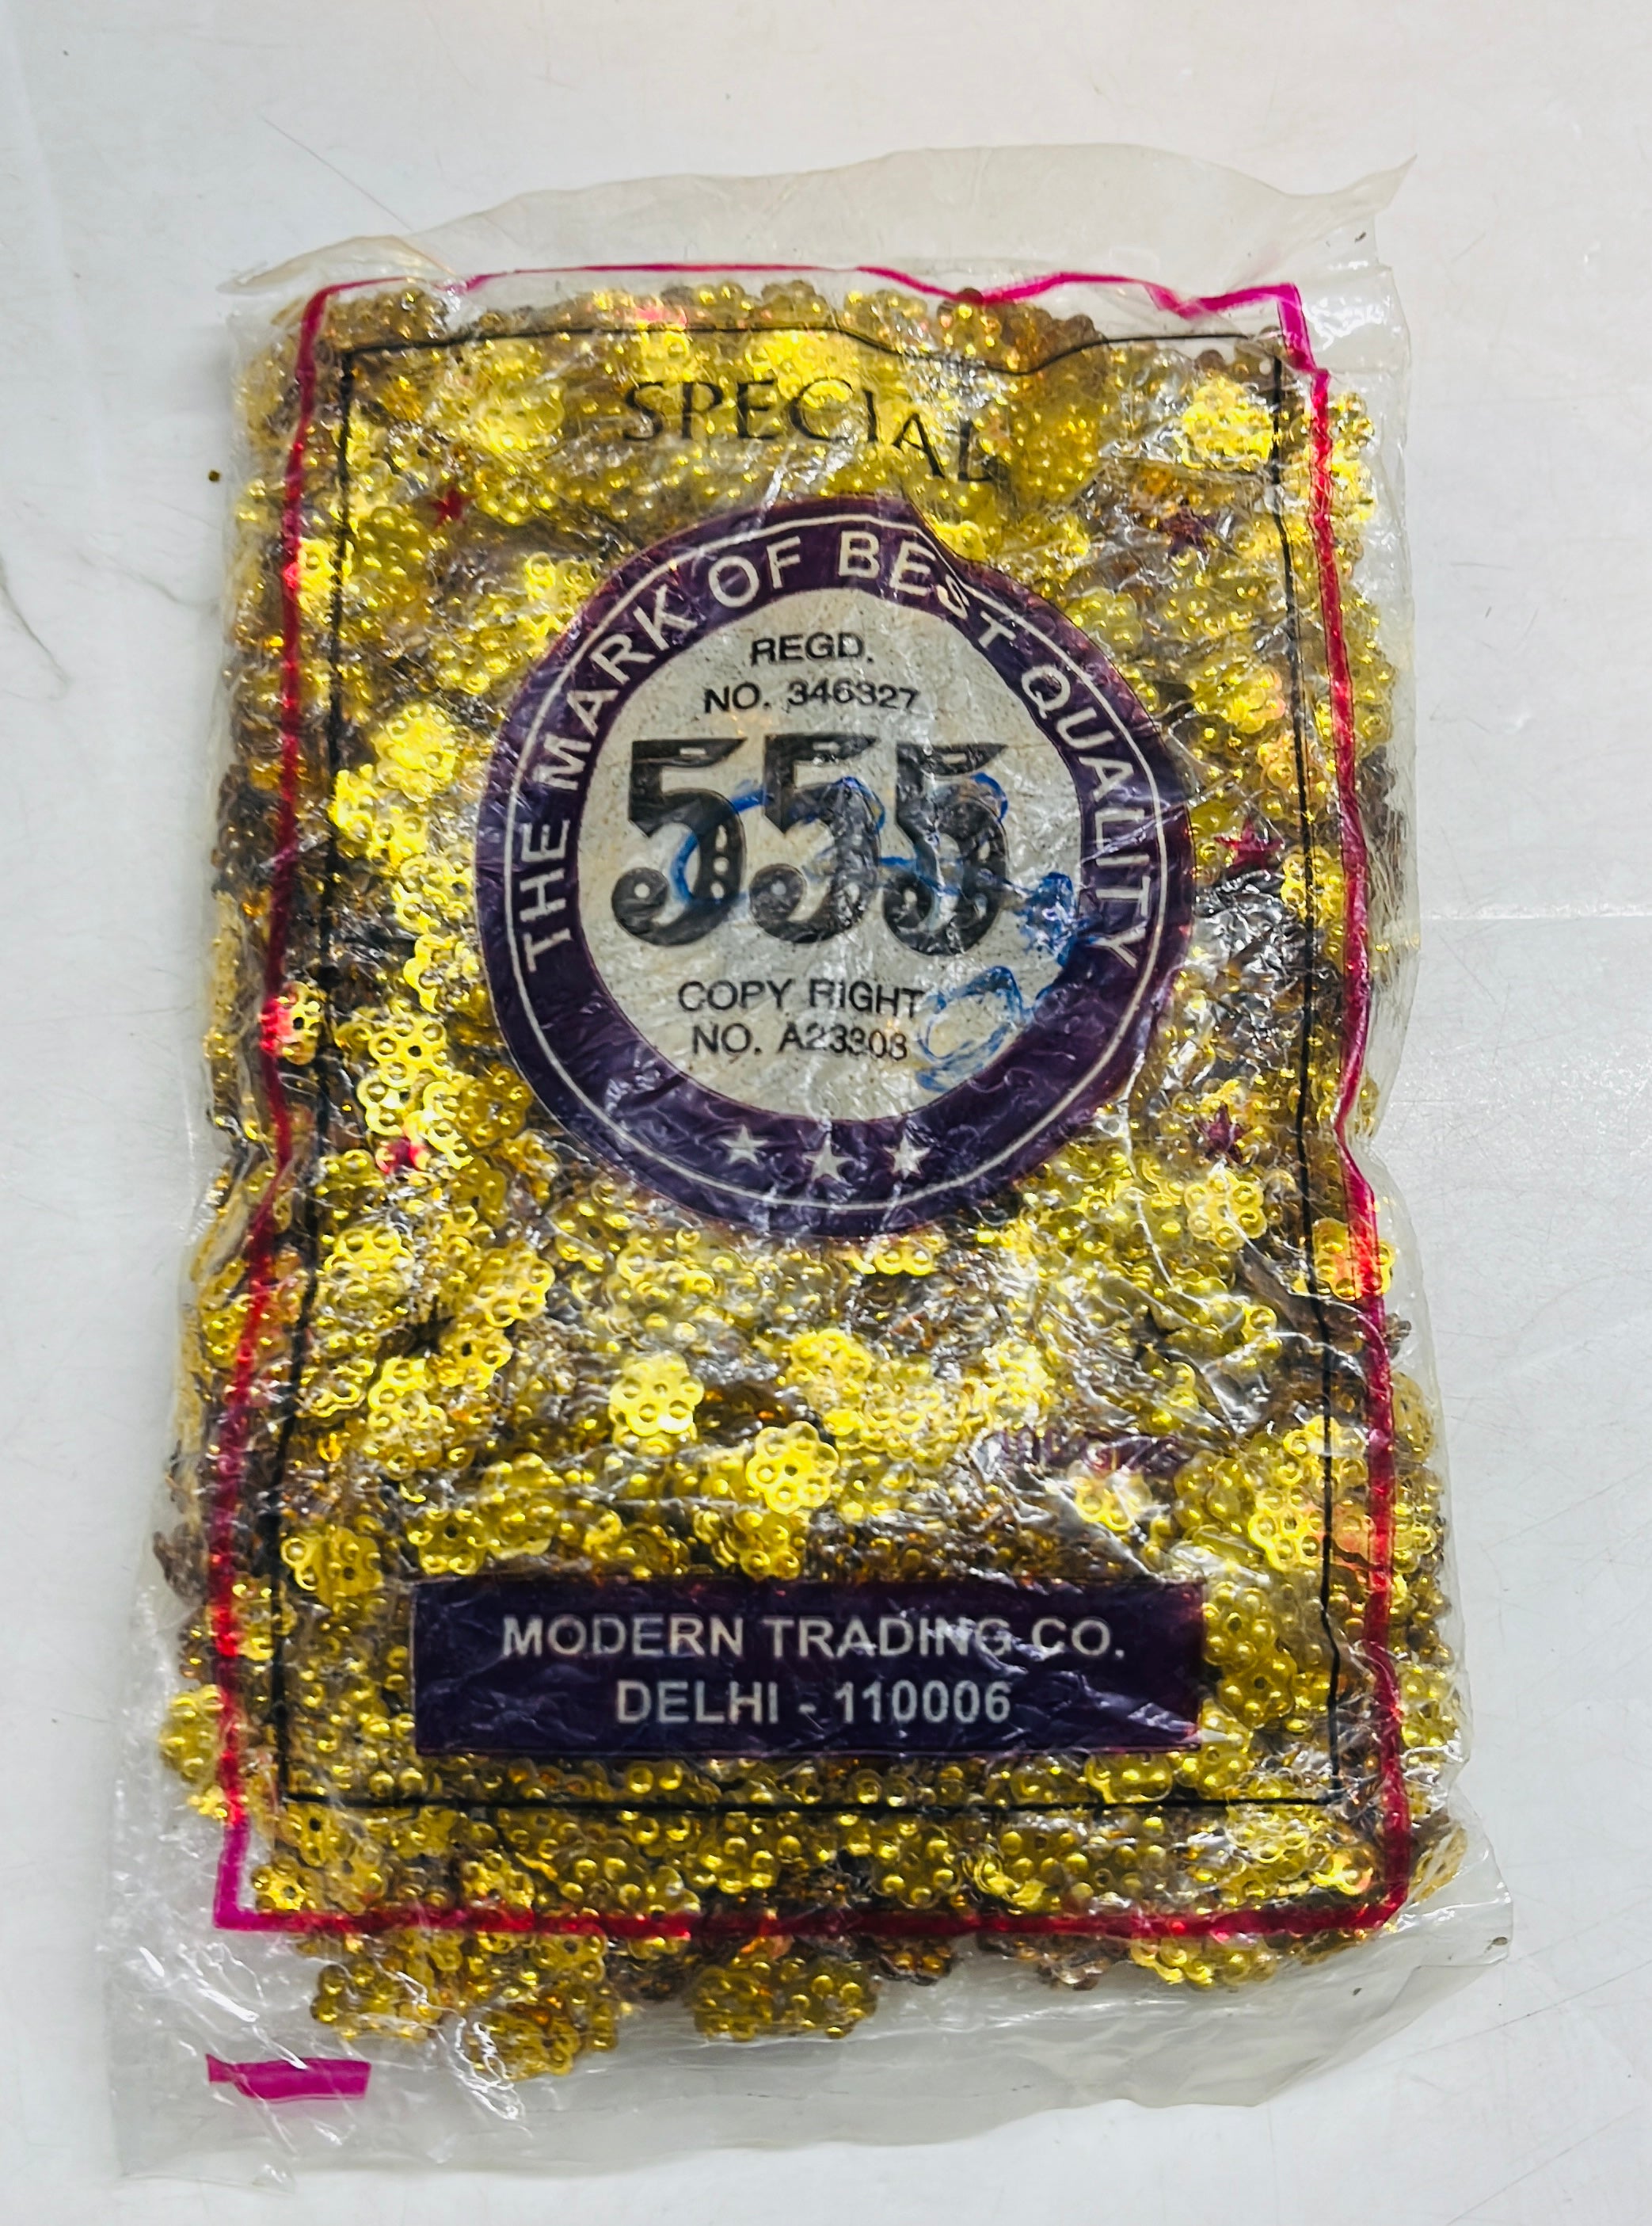 SPECIAL
THE MARK OF BEST QUALITY
REGD.
NO. 346327
555
COPY RIGHT
NO. A23308
MODERN TRADING CO.
DELHI - 110006